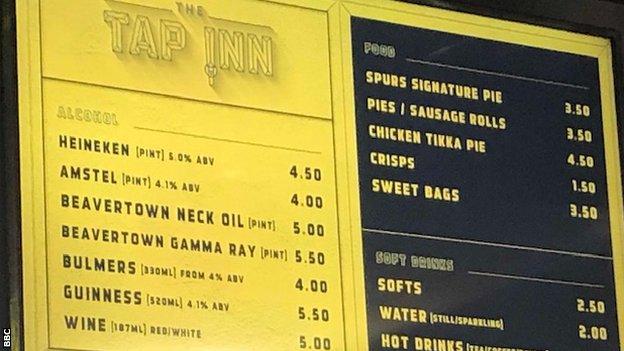 THE
TAP INN
ALCOHOL
HEINEKEN [PINT] 5.0% ABV 4.50
AMSTEL [PINT] 4.1% ABV 4.00
BEAVERTOWN NECK OIL [PINT] 5.00
BEAVERTOWN GAMMA RAY [PINT] 5.50
BULMERS [330ML] FROM 4% ABV 4.00
GUINNESS [520ML] 4.1% ABV 5.50
WINE [187ML] RED/WHITE 5.00
FOOD
SPURS SIGNATURE PIE 3.50
PIES / SAUSAGE ROLLS 3.50
CHICKEN TIKKA PIE 4.50
CRISPS 1.50
SWEET BAGS 3.50
SOFT DRINKS
SOFTS 2.50
WATER [STILL/SPARKLING] 2.00
HOT DRINKS
BBC